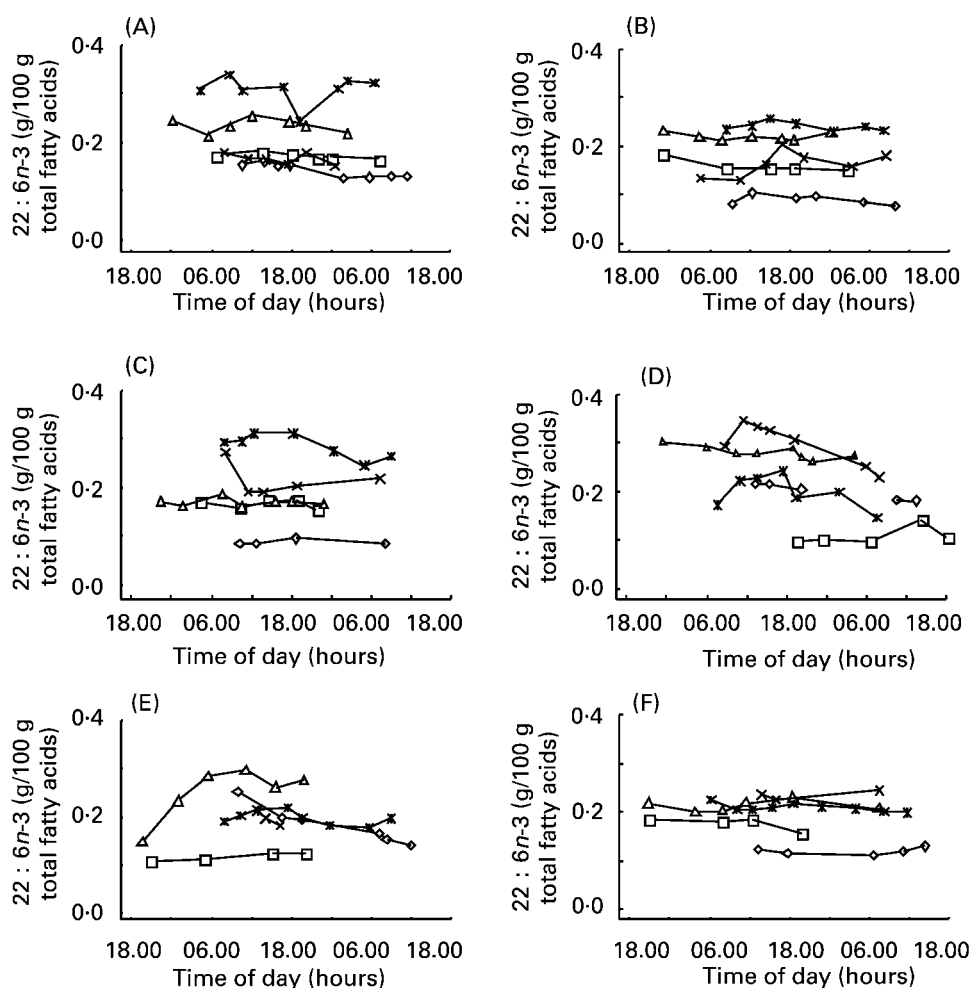 (A)
0·4
0·2
0·0
22 : 6n-3 (g/100 g
total fatty acids)
18.00 06.00 18.00 06.00 18.00
Time of day (hours)
(B)
0·4
0·2
0·0
22 : 6n-3 (g/100 g
total fatty acids)
18.00 06.00 18.00 06.00 18.00
Time of day (hours)
(C)
0·4
0·2
0·0
22 : 6n-3 (g/100 g
total fatty acids)
18.00 06.00 18.00 06.00 18.00
Time of day (hours)
(D)
0·4
0·2
0·0
22 : 6n-3 (g/100 g
total fatty acids)
18.00 06.00 18.00 06.00 18.00
Time of day (hours)
(E)
0·4
0·2
0·0
22 : 6n-3 (g/100 g
total fatty acids)
18.00 06.00 18.00 06.00 18.00
Time of day (hours)
(F)
0·4
0·2
0·0
22 : 6n-3 (g/100 g
total fatty acids)
18.00 06.00 18.00 06.00 18.00
Time of day (hours)